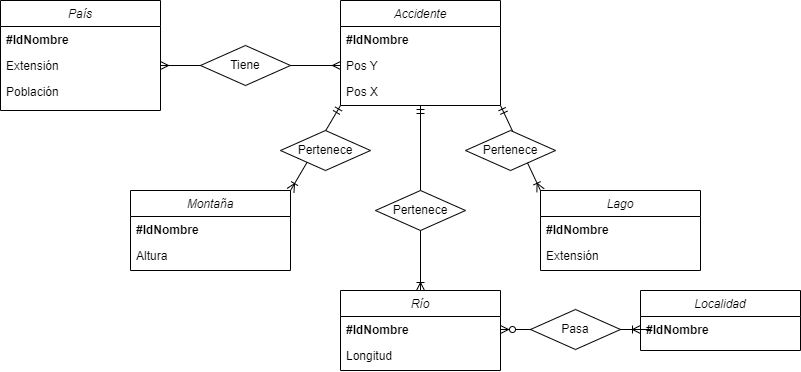 País
#IdNombre
Extensión
Población
Tiene
Accidente
#IdNombre
Pos Y
Pos X
Pertenece
Pertenece
Pertenece
Montaña
#IdNombre
Altura
Lago
#IdNombre
Extensión
Río
#IdNombre
Longitud
Pasa
Localidad
#IdNombre